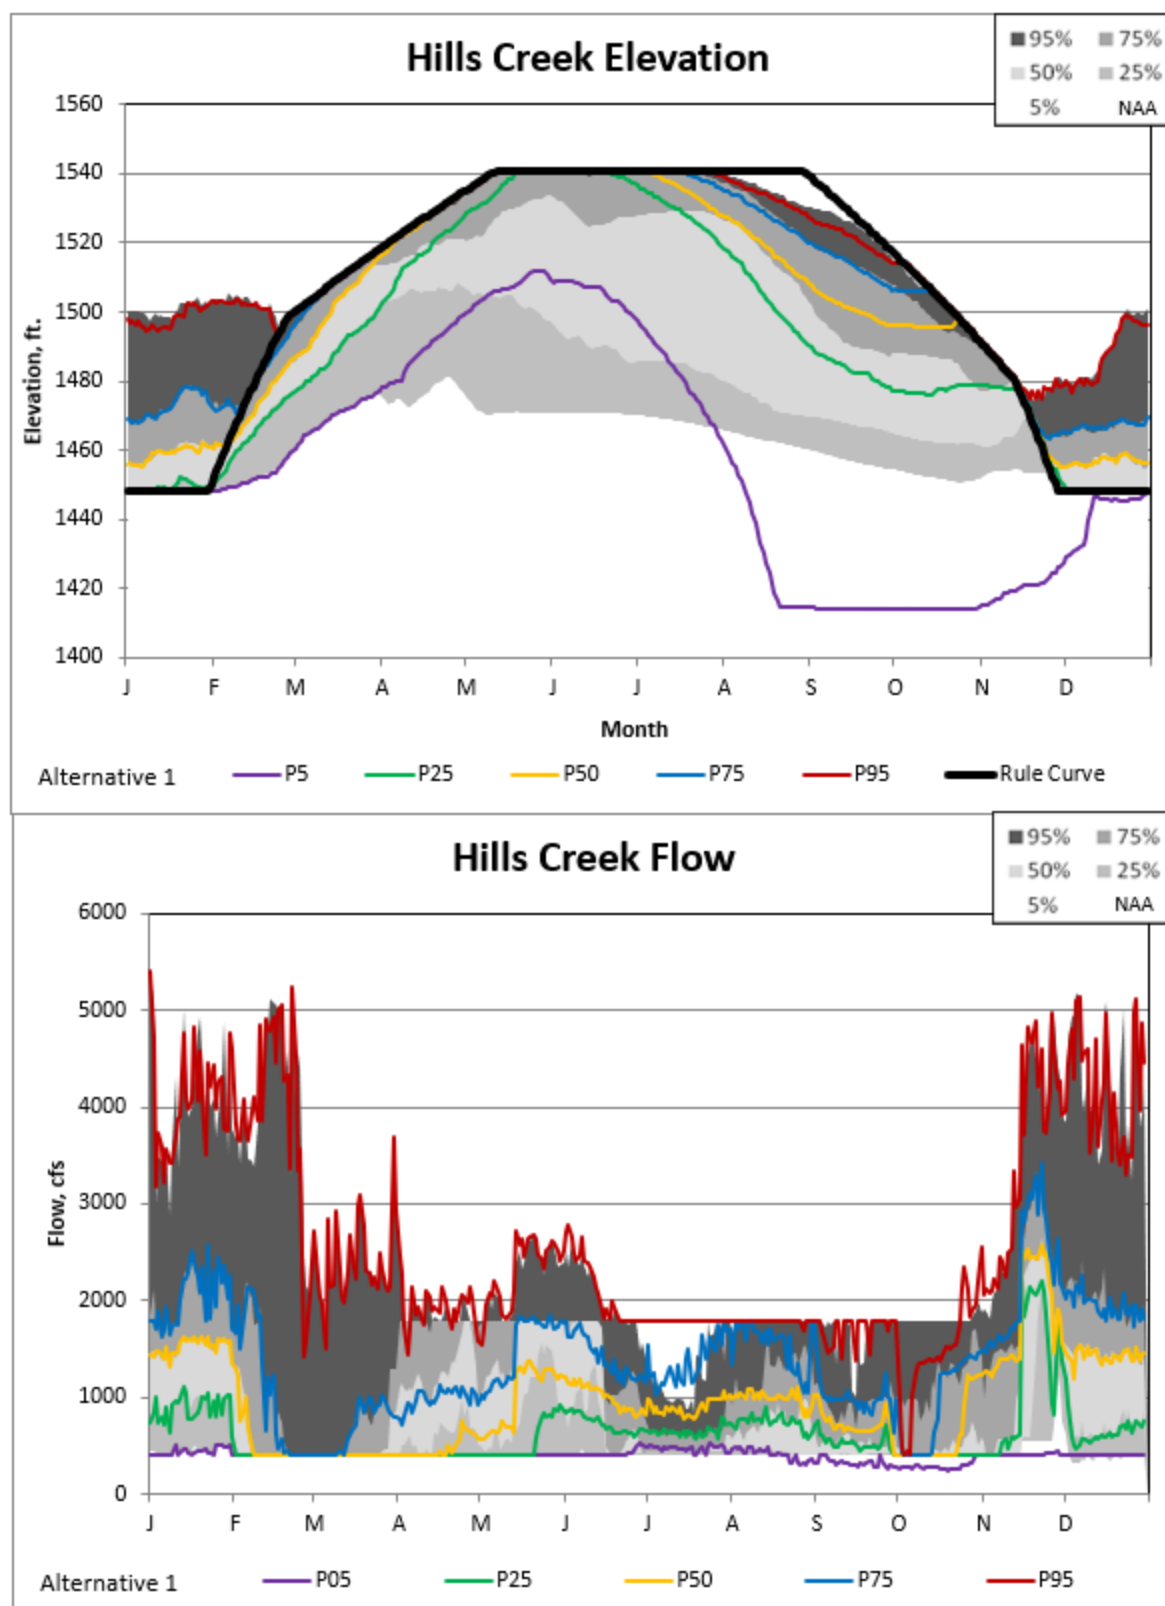 Hills Creek Elevation
95% 75%
50% 25%
5% NAA
1560
1540
1520
1500
1480
1460
1440
1420
1400
Elevation, ft.
J F M A M J J A S O N D
Month
Alternative 1 P5 P25 P50 P75 P95 Rule Curve
Hills Creek Flow
95% 75%
50% 25%
5% NAA
6000
5000
4000
3000
2000
1000
0
Flow, cfs
J F M A M J J A S O N D
Alternative 1 P05 P25 P50 P75 P95